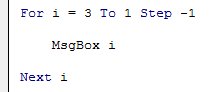 For i = 3 To 1 Step -1
MsgBox i
Next i